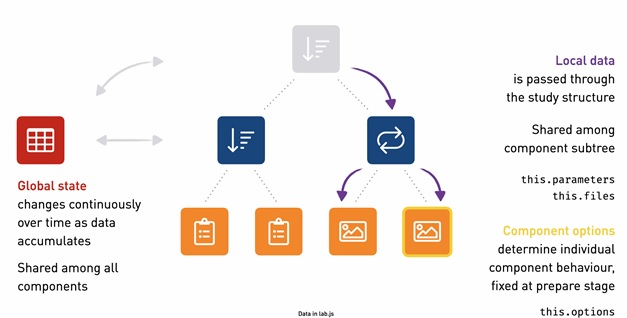 Global state
changes continuously
over time as data
accumulates
Shared among all
components
Local data
is passed through
the study structure
Shared among
component subtree
this.parameters
this.files
Component options
determine individual
component behaviour,
fixed at prepare stage
this.options
Data in lab.js